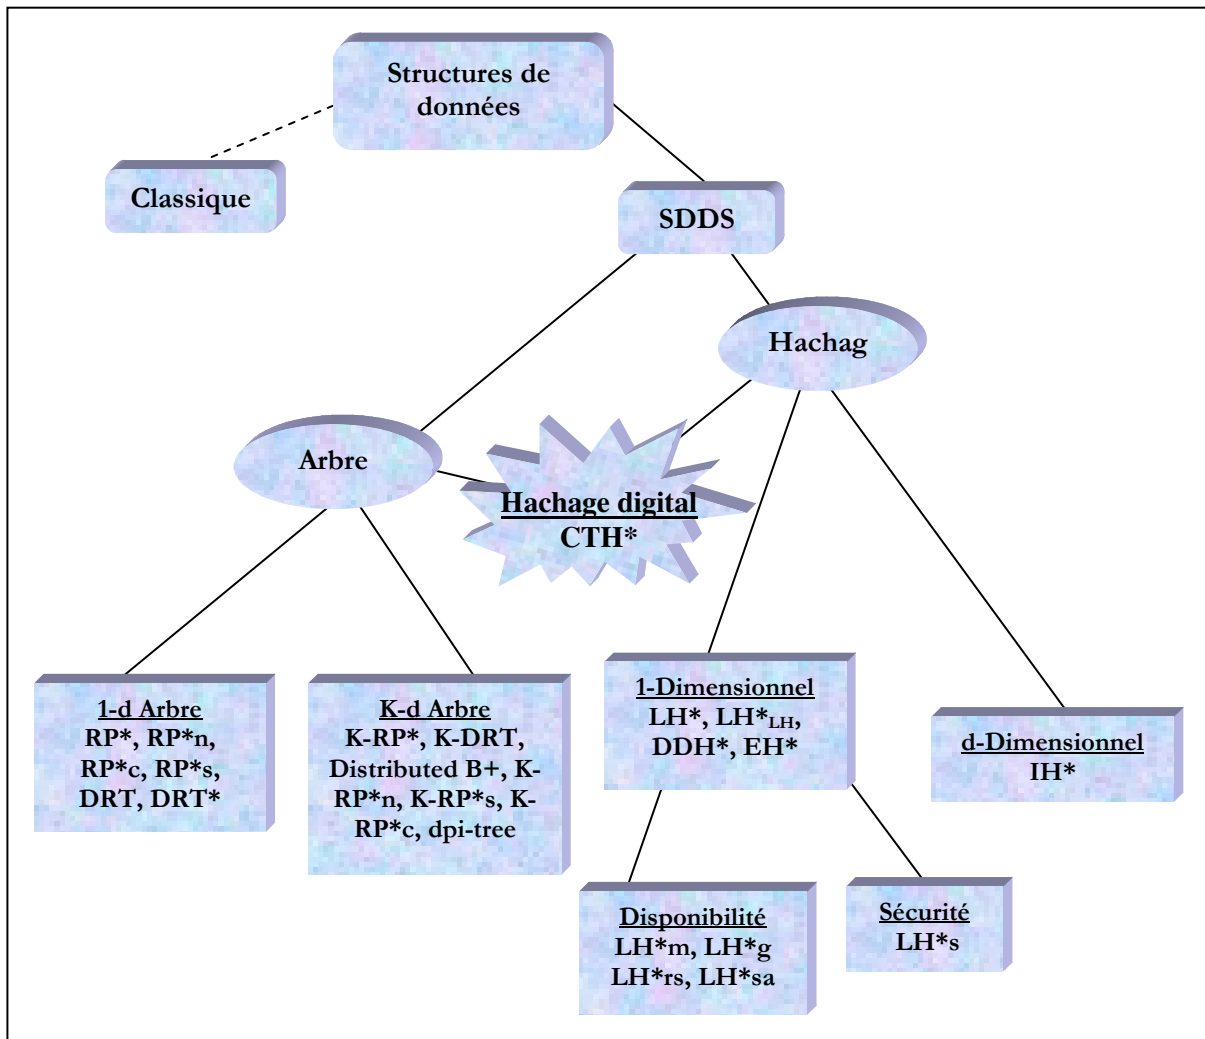 Structures de
données
Classique
SDDS
Hachag
Arbre
Hachage digital
CTH*
1-d Arbre
RP*, RP*n,
RP*c, RP*s,
DRT, DRT*
K-d Arbre
K-RP*, K-DRT,
Distributed B+, K-
RP*n, K-RP*s, K-
RP*c, dpi-tree
1-Dimensionnel
LH*, LH*LH,
DDH*, EH*
d-Dimensionnel
IH*
Disponibilité
LH*m, LH*g
LH*rs, LH*sa
Sécurité
LH*s